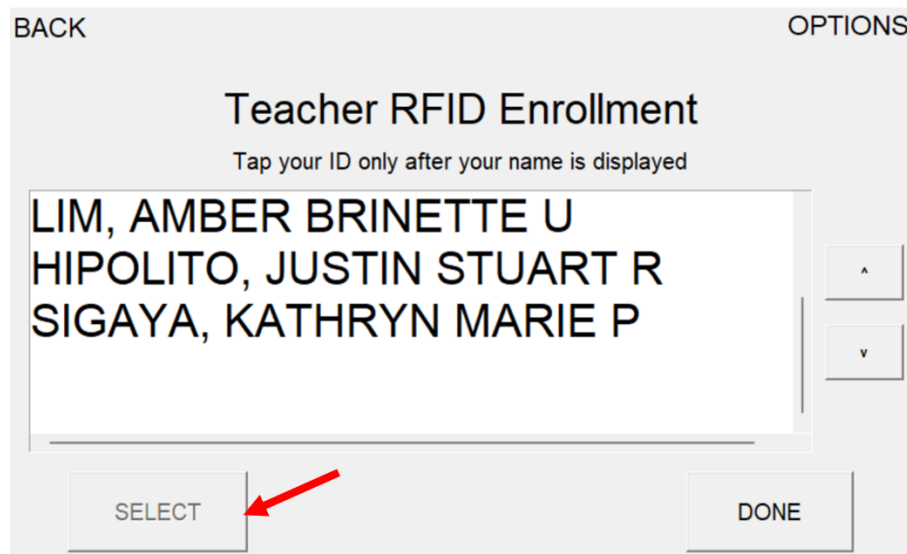 BACK
OPTIONS
Teacher RFID Enrollment
Tap your ID only after your name is displayed
LIM, AMBER BRINETTE U
HIPOLITO, JUSTIN STUART R
SIGAYA, KATHRYN MARIE P
^
v
SELECT
DONE